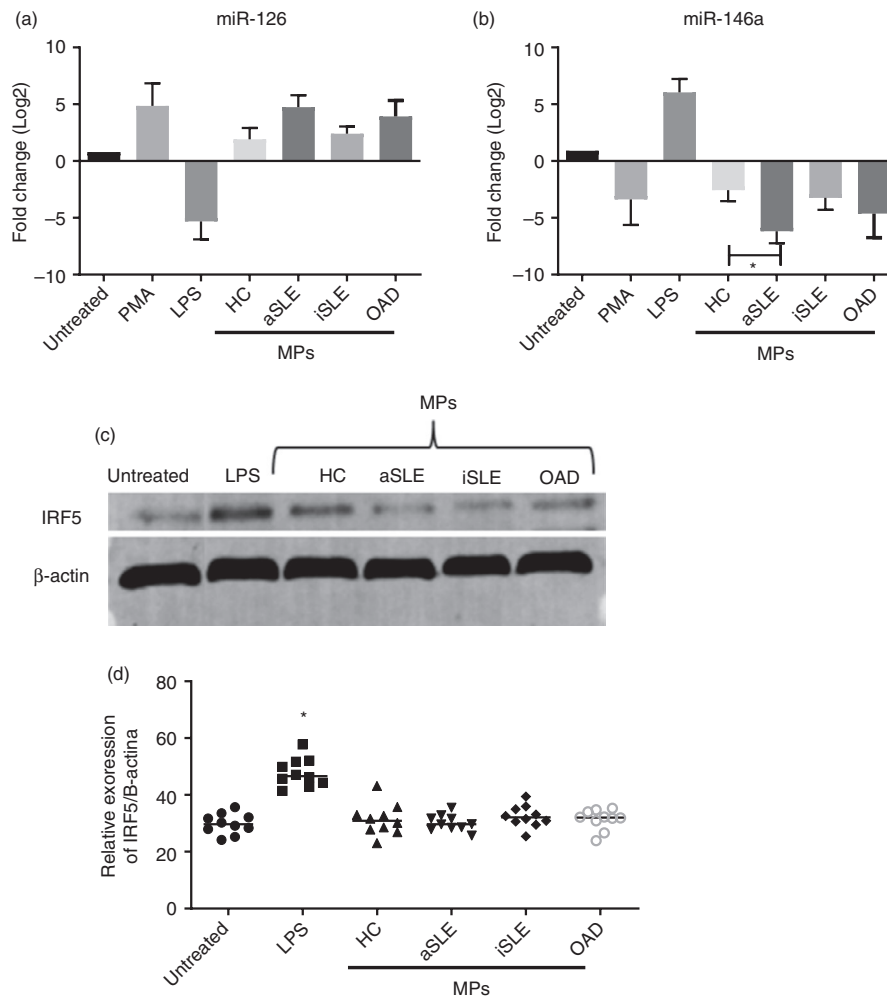 (a)
miR-126
10
5
0
–5
–10
Fold change (Log2)
Untreated
PMA
LPS
HC
aSLE
iSLE
OAD
MPs
(b)
miR-146a
10
5
0
–5
–10
Fold change (Log2)
*
Untreated
PMA
LPS
HC
aSLE
iSLE
OAD
MPs
(c)
MPs
Untreated LPS HC aSLE iSLE OAD
IRF5
β-actin
(d)
80
60
40
20
0
Relative exoression
of IRF5/B-actina
*
Untreated
LPS
HC
aSLE
iSLE
OAD
MPs